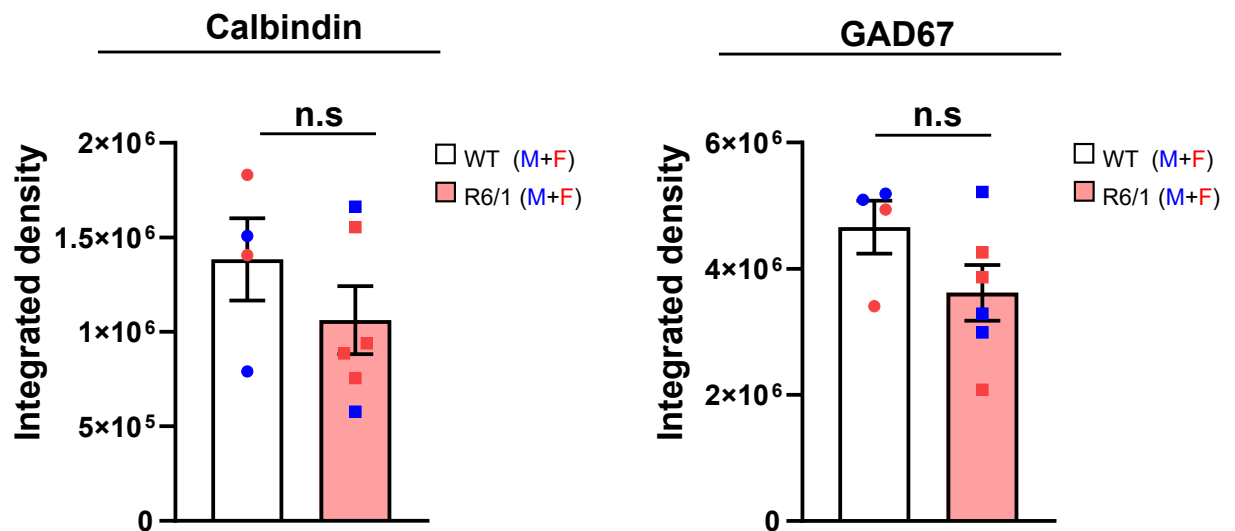 Calbindin
n.s
Integrated density
2×10⁶
1.5×10⁶
1×10⁶
5×10⁵
0
WT (M+F)
R6/1 (M+F)
GAD67
n.s
Integrated density
6×10⁶
4×10⁶
2×10⁶
0
WT (M+F)
R6/1 (M+F)